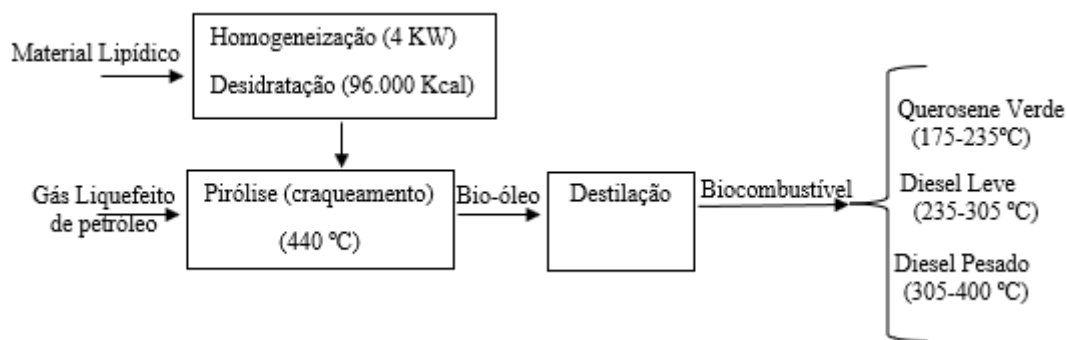 Material Lipídico
Homogeneização (4 KW)
Desidratação (96.000 Kcal)
Gás Liquefeito
de petróleo
Pirólise (craqueamento)
(440 ºC)
Bio-óleo
Destilação
Biocombustível
Querosene Verde
(175-235ºC)
Diesel Leve
(235-305 ºC)
Diesel Pesado
(305-400 ºC)